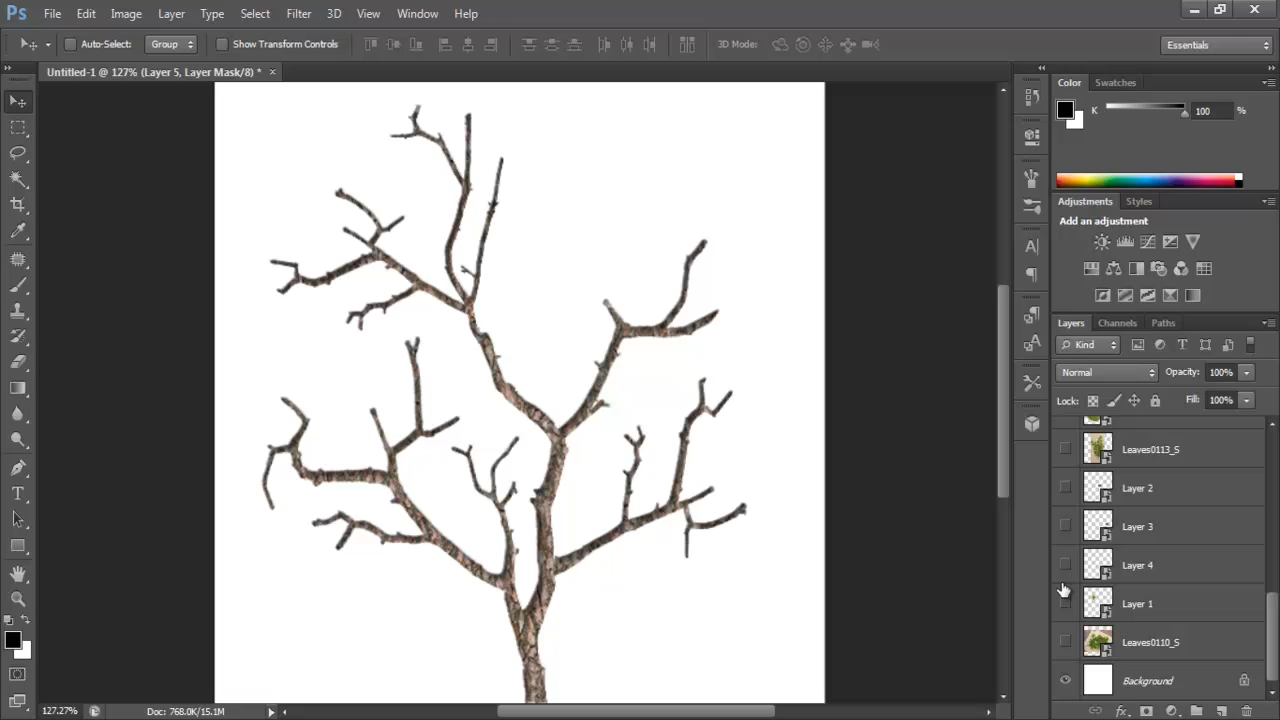 Ps File Edit Image Layer Type Select Filter 3D View Window Help
Auto-Select: Group Show Transform Controls 3D Mode: Essentials
Untitled-1 @ 127% (Layer 5, Layer Mask/8) * ×
Color Swatches
K 100 %
Adjustments Styles
Add an adjustment
Layers Channels Paths
Kind
Normal Opacity: 100%
Lock: Fill: 100%
Leaves0113_S
Layer 2
Layer 3
Layer 4
Layer 1
Leaves0110_S
Background
127.27% Doc: 768.0K/15.1M